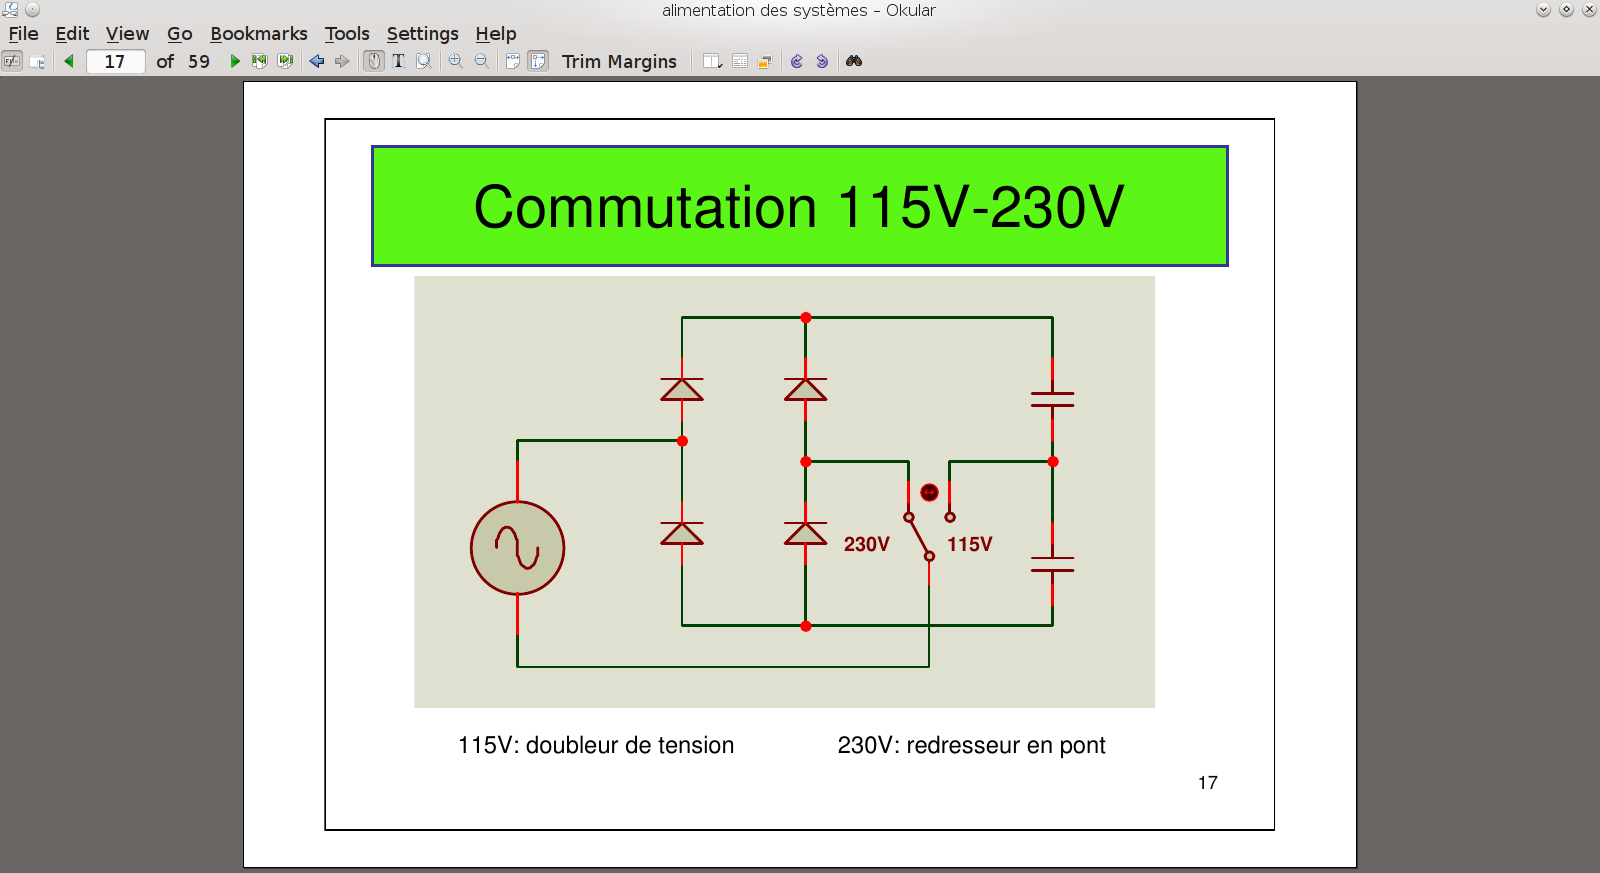 alimentation des systèmes – Okular
File Edit View Go Bookmarks Tools Settings Help
17 of 59 Trim Margins
Commutation 115V-230V
230V 115V
115V: doubleur de tension 230V: redresseur en pont
17